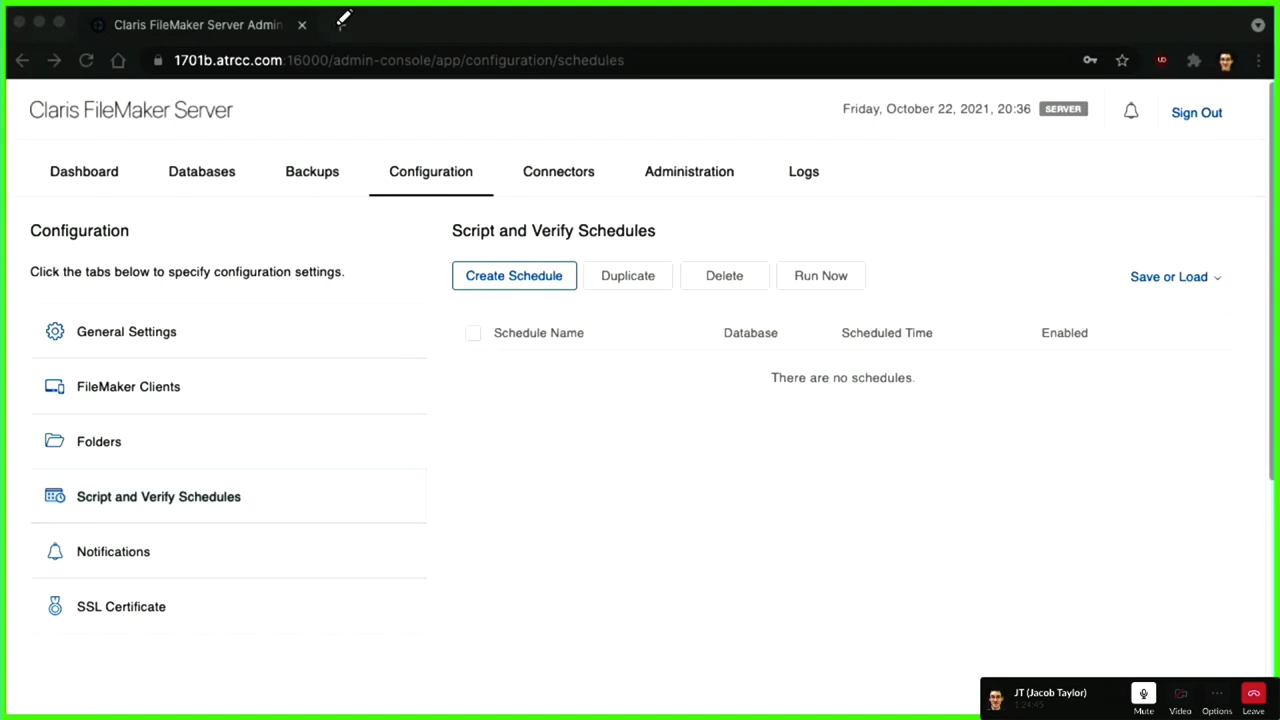 Claris FileMaker Server Admin
1701b.atrcc.com:16000/admin-console/app/configuration/schedules
Claris FileMaker Server
Friday, October 22, 2021, 20:36 SERVER
Sign Out
Dashboard Databases Backups Configuration Connectors Administration Logs
Configuration
Click the tabs below to specify configuration settings.
General Settings
FileMaker Clients
Folders
Script and Verify Schedules
Notifications
SSL Certificate
Script and Verify Schedules
Create Schedule Duplicate Delete Run Now Save or Load
Schedule Name Database Scheduled Time Enabled
There are no schedules.
JT (Jacob Taylor)
1:24:45
Mute Video Options Leave